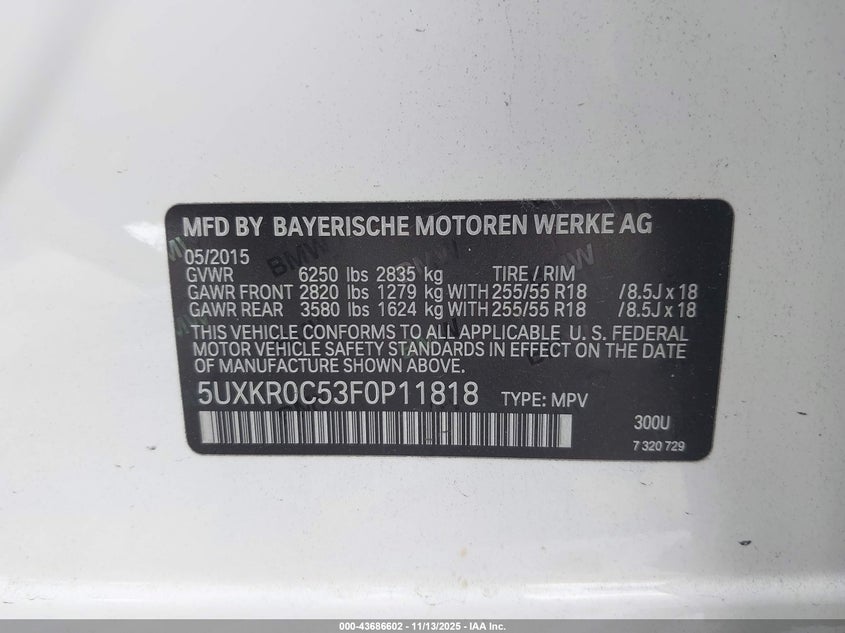 MFD BY BAYERISCHE MOTOREN WERKE AG
05/2015
GVWR 6250 lbs 2835 kg TIRE / RIM
GAWR FRONT 2820 lbs 1279 kg WITH 255/55 R18 /8.5J x 18
GAWR REAR 3580 lbs 1624 kg WITH 255/55 R18 /8.5J x 18
THIS VEHICLE CONFORMS TO ALL APPLICABLE U. S. FEDERAL
MOTOR VEHICLE SAFETY STANDARDS IN EFFECT ON THE DATE
OF MANUFACTURE SHOWN ABOVE.
5UXKR0C53F0P11818 TYPE: MPV
300U
7 320 729
000-43686602 - 11/13/2025 - IAA Inc.